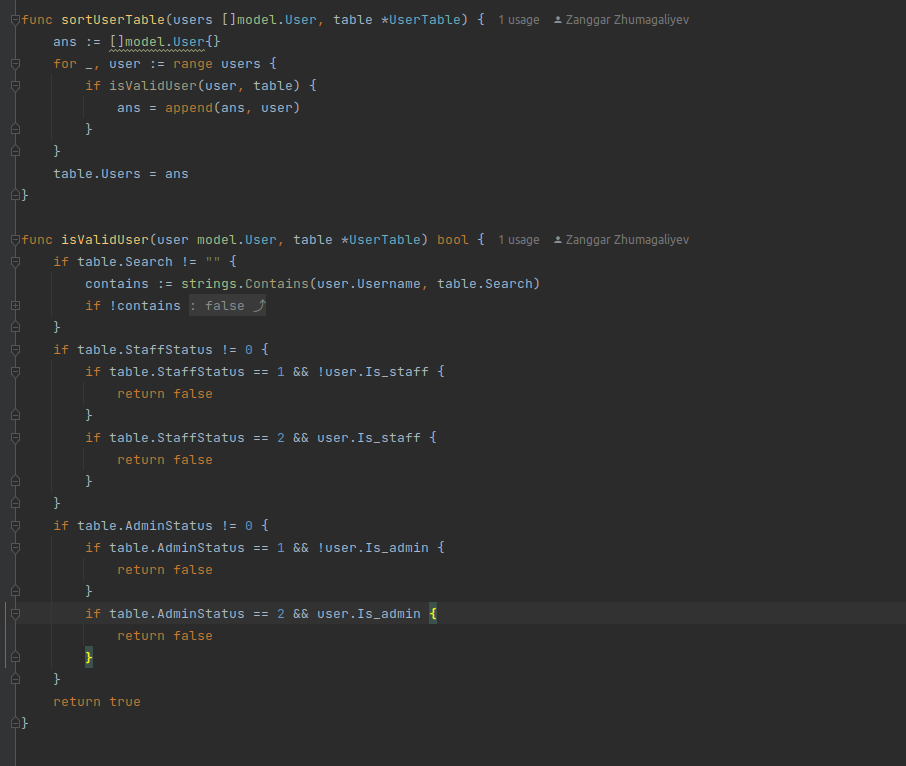 func sortUserTable(users []model.User, table *UserTable) { 1 usage Zanggar Zhumagaliyev
    ans := []model.User{}
    for _, user := range users {
        if isValidUser(user, table) {
            ans = append(ans, user)
        }
    }
    table.Users = ans
}
func isValidUser(user model.User, table *UserTable) bool { 1 usage Zanggar Zhumagaliyev
    if table.Search != "" {
        contains := strings.Contains(user.Username, table.Search)
        if !contains : false ⤴
    }
    if table.StaffStatus != 0 {
        if table.StaffStatus == 1 && !user.Is_staff {
            return false
        }
        if table.StaffStatus == 2 && user.Is_staff {
            return false
        }
    }
    if table.AdminStatus != 0 {
        if table.AdminStatus == 1 && !user.Is_admin {
            return false
        }
        if table.AdminStatus == 2 && user.Is_admin {
            return false
        }
    }
    return true
}